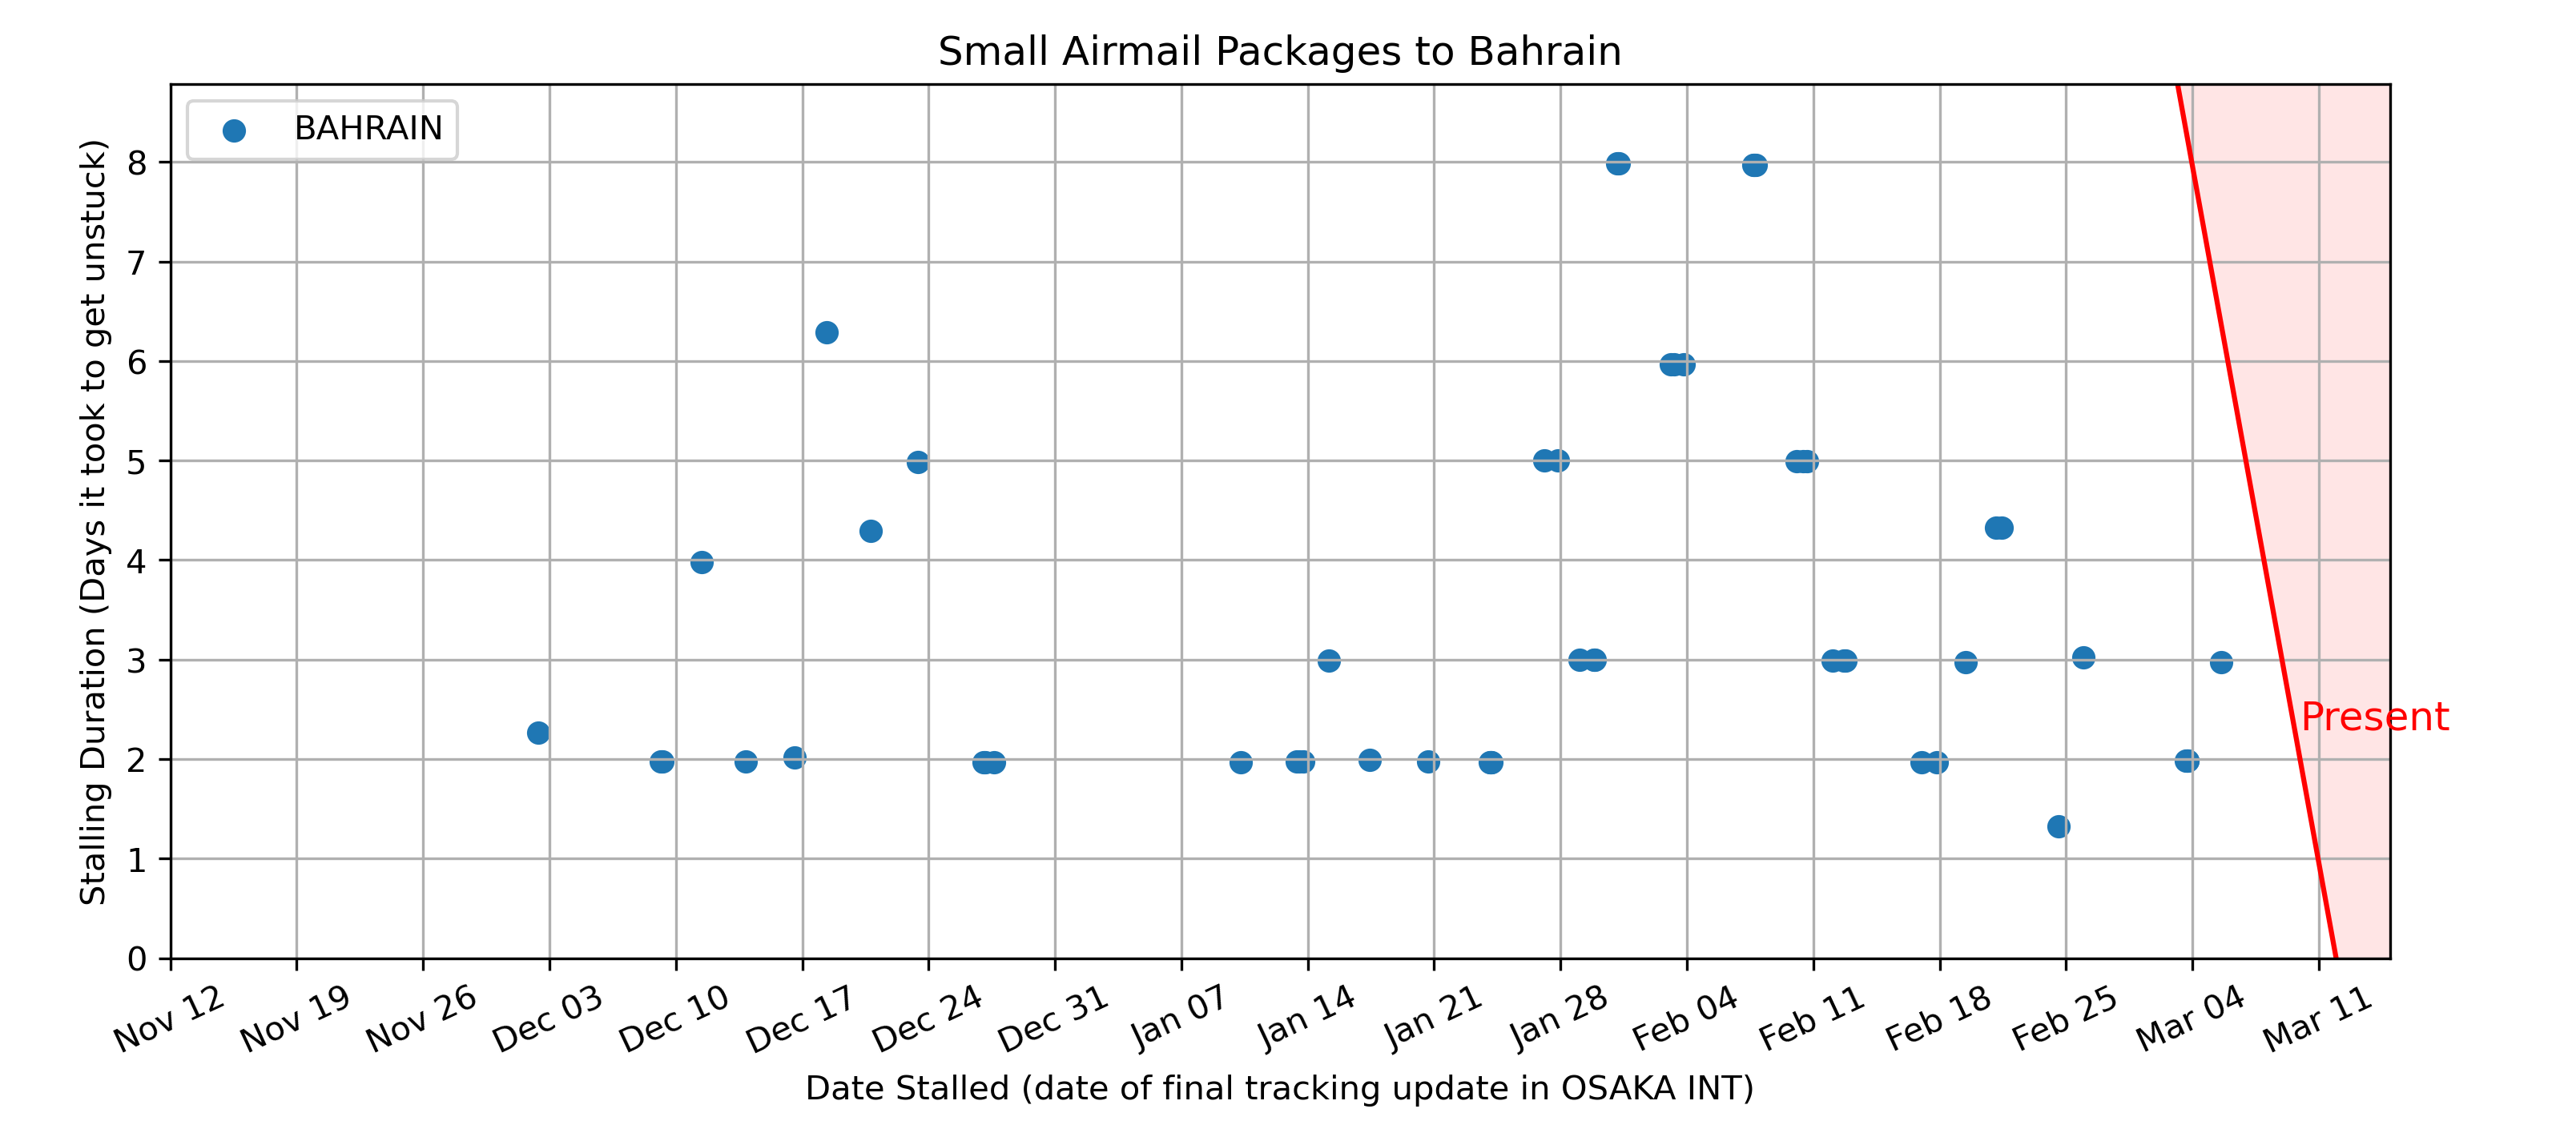 Small Airmail Packages to Bahrain
BAHRAIN
Stalling Duration (Days it took to get unstuck)
8
7
6
5
4
3
2
1
0
Present
Nov 12
Nov 19
Nov 26
Dec 03
Dec 10
Dec 17
Dec 24
Dec 31
Jan 07
Jan 14
Jan 21
Jan 28
Feb 04
Feb 11
Feb 18
Feb 25
Mar 04
Mar 11
Date Stalled (date of final tracking update in OSAKA INT)